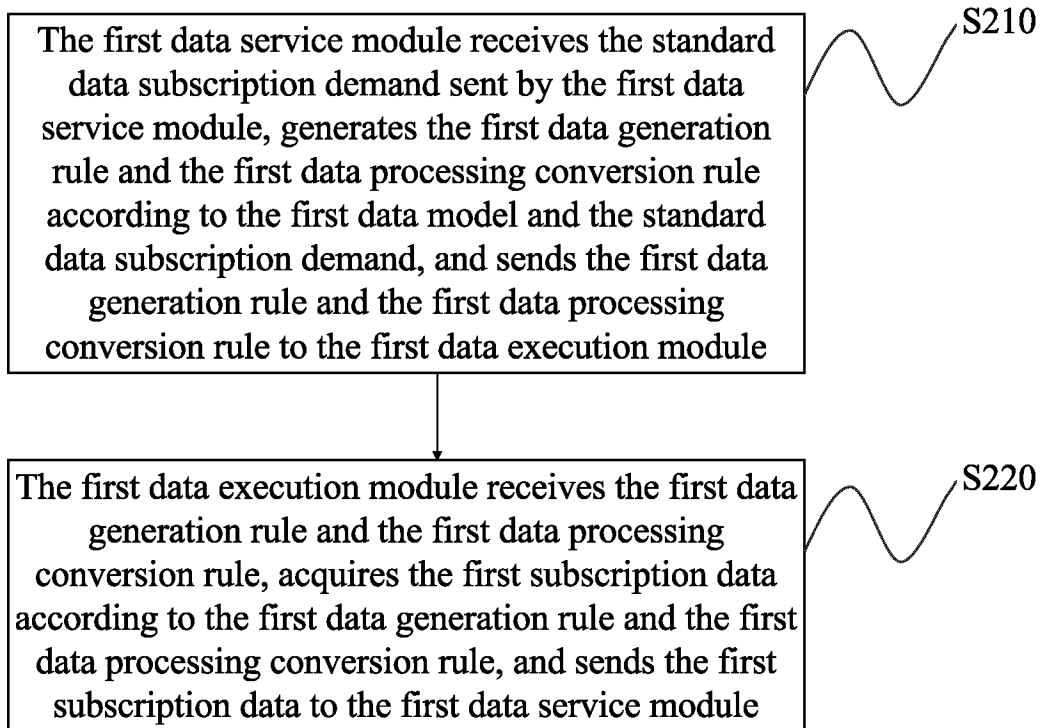 The first data service module receives the standard
data subscription demand sent by the first data
service module, generates the first data generation
rule and the first data processing conversion rule
according to the first data model and the standard
data subscription demand, and sends the first data
generation rule and the first data processing
conversion rule to the first data execution module
S210
The first data execution module receives the first data
generation rule and the first data processing
conversion rule, acquires the first subscription data
according to the first data generation rule and the first
data processing conversion rule, and sends the first
subscription data to the first data service module
S220